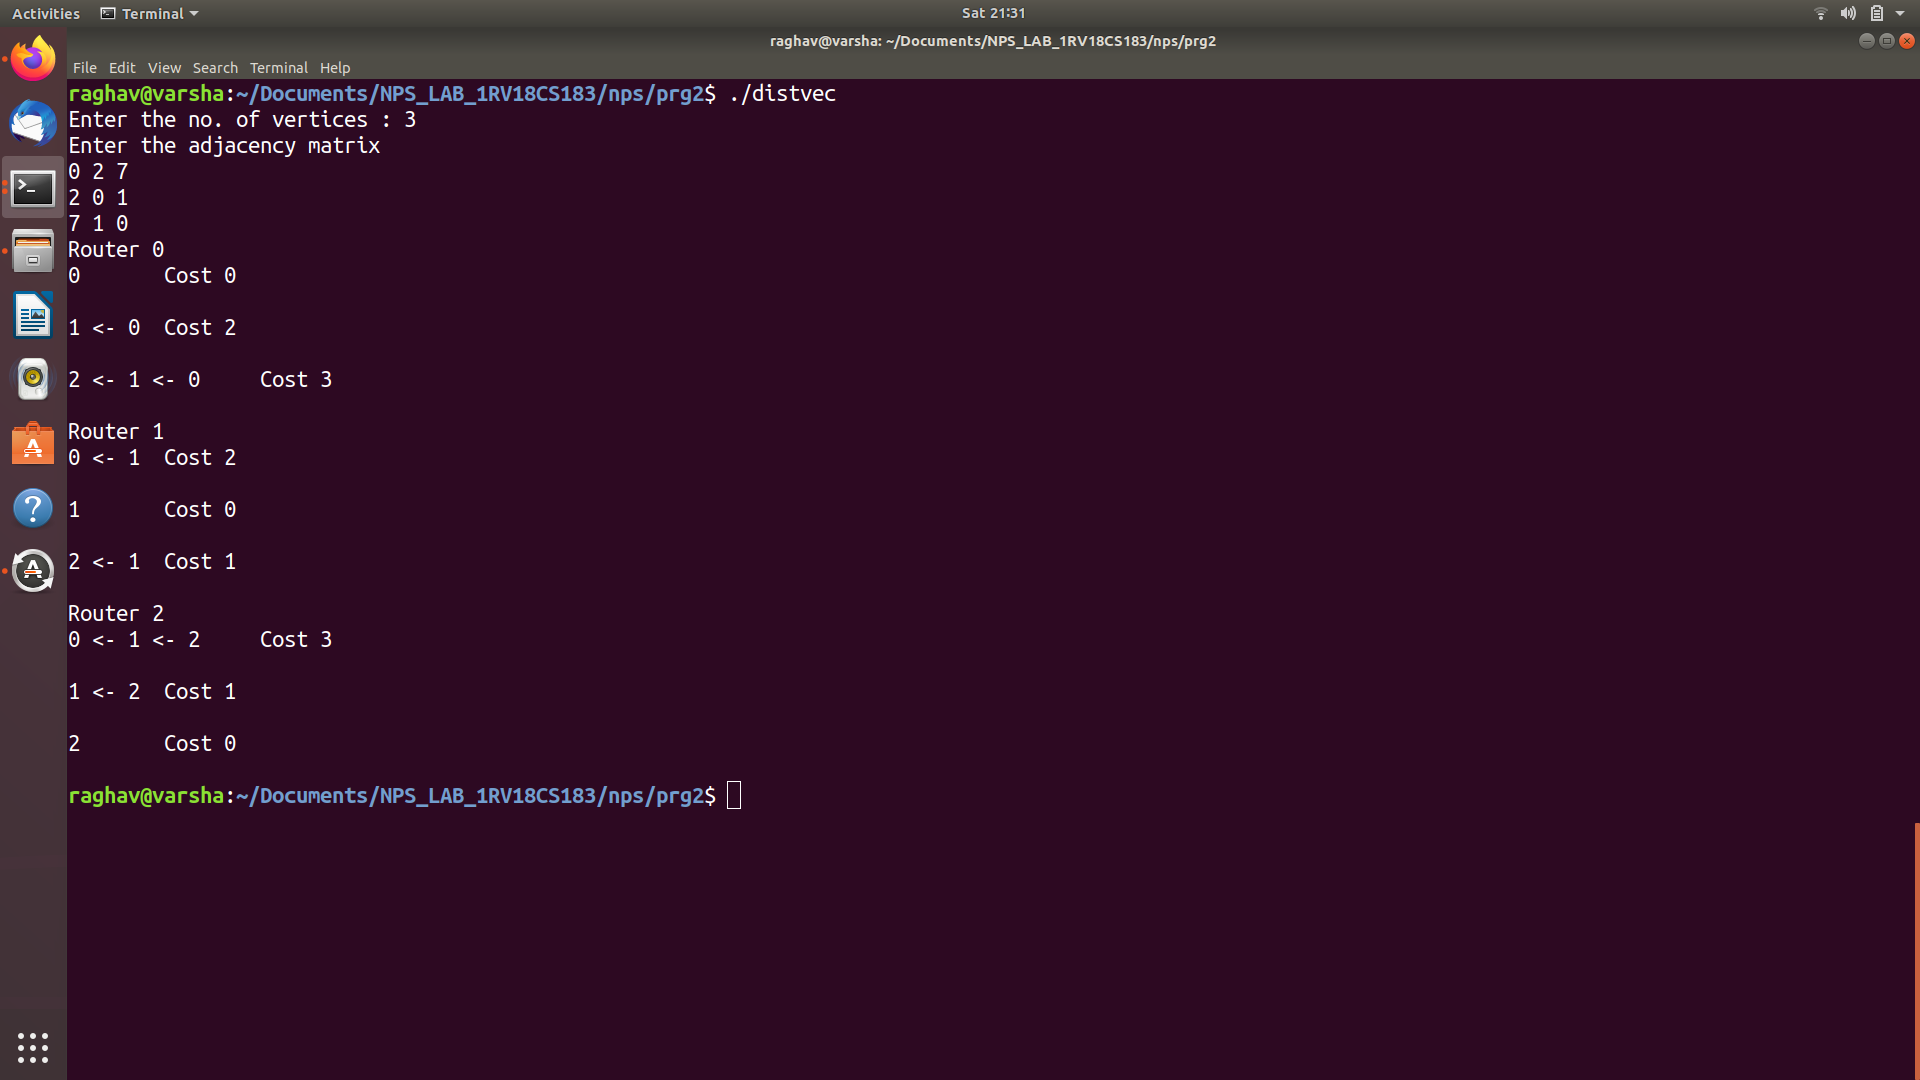 Activities Terminal Sat 21:31
raghav@varsha: ~/Documents/NPS_LAB_1RV18CS183/nps/prg2
File Edit View Search Terminal Help
raghav@varsha:~/Documents/NPS_LAB_1RV18CS183/nps/prg2$ ./distvec
Enter the no. of vertices : 3
Enter the adjacency matrix
0 2 7
2 0 1
7 1 0
Router 0
0 Cost 0
1 <- 0 Cost 2
2 <- 1 <- 0 Cost 3
Router 1
0 <- 1 Cost 2
1 Cost 0
2 <- 1 Cost 1
Router 2
0 <- 1 <- 2 Cost 3
1 <- 2 Cost 1
2 Cost 0
raghav@varsha:~/Documents/NPS_LAB_1RV18CS183/nps/prg2$